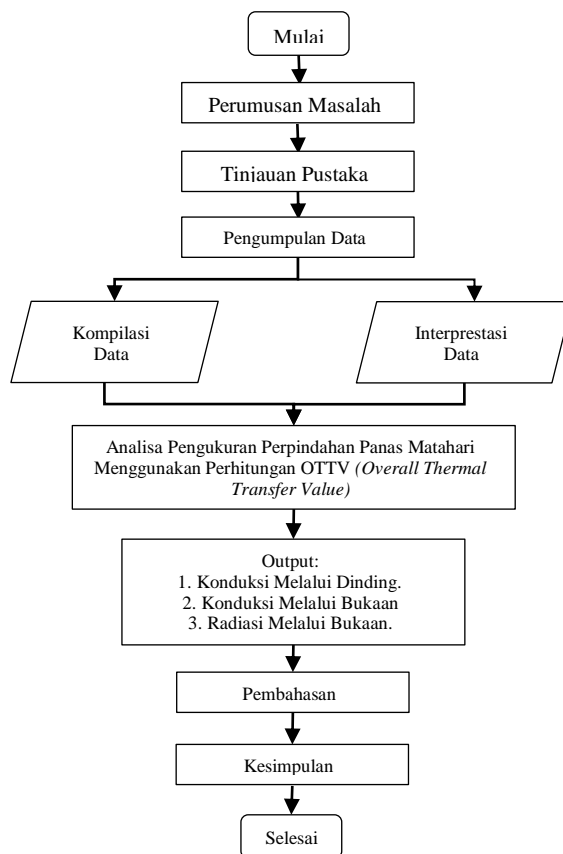 Mulai
Perumusan Masalah
Tinjauan Pustaka
Pengumpulan Data
Kompilasi
Data
Interprestasi
Data
Analisa Pengukuran Perpindahan Panas Matahari
Menggunakan Perhitungan OTTV (Overall Thermal
Transfer Value)
Output:
1. Konduksi Melalui Dinding.
2. Konduksi Melalui Bukaan
3. Radiasi Melalui Bukaan.
Pembahasan
Kesimpulan
Selesai